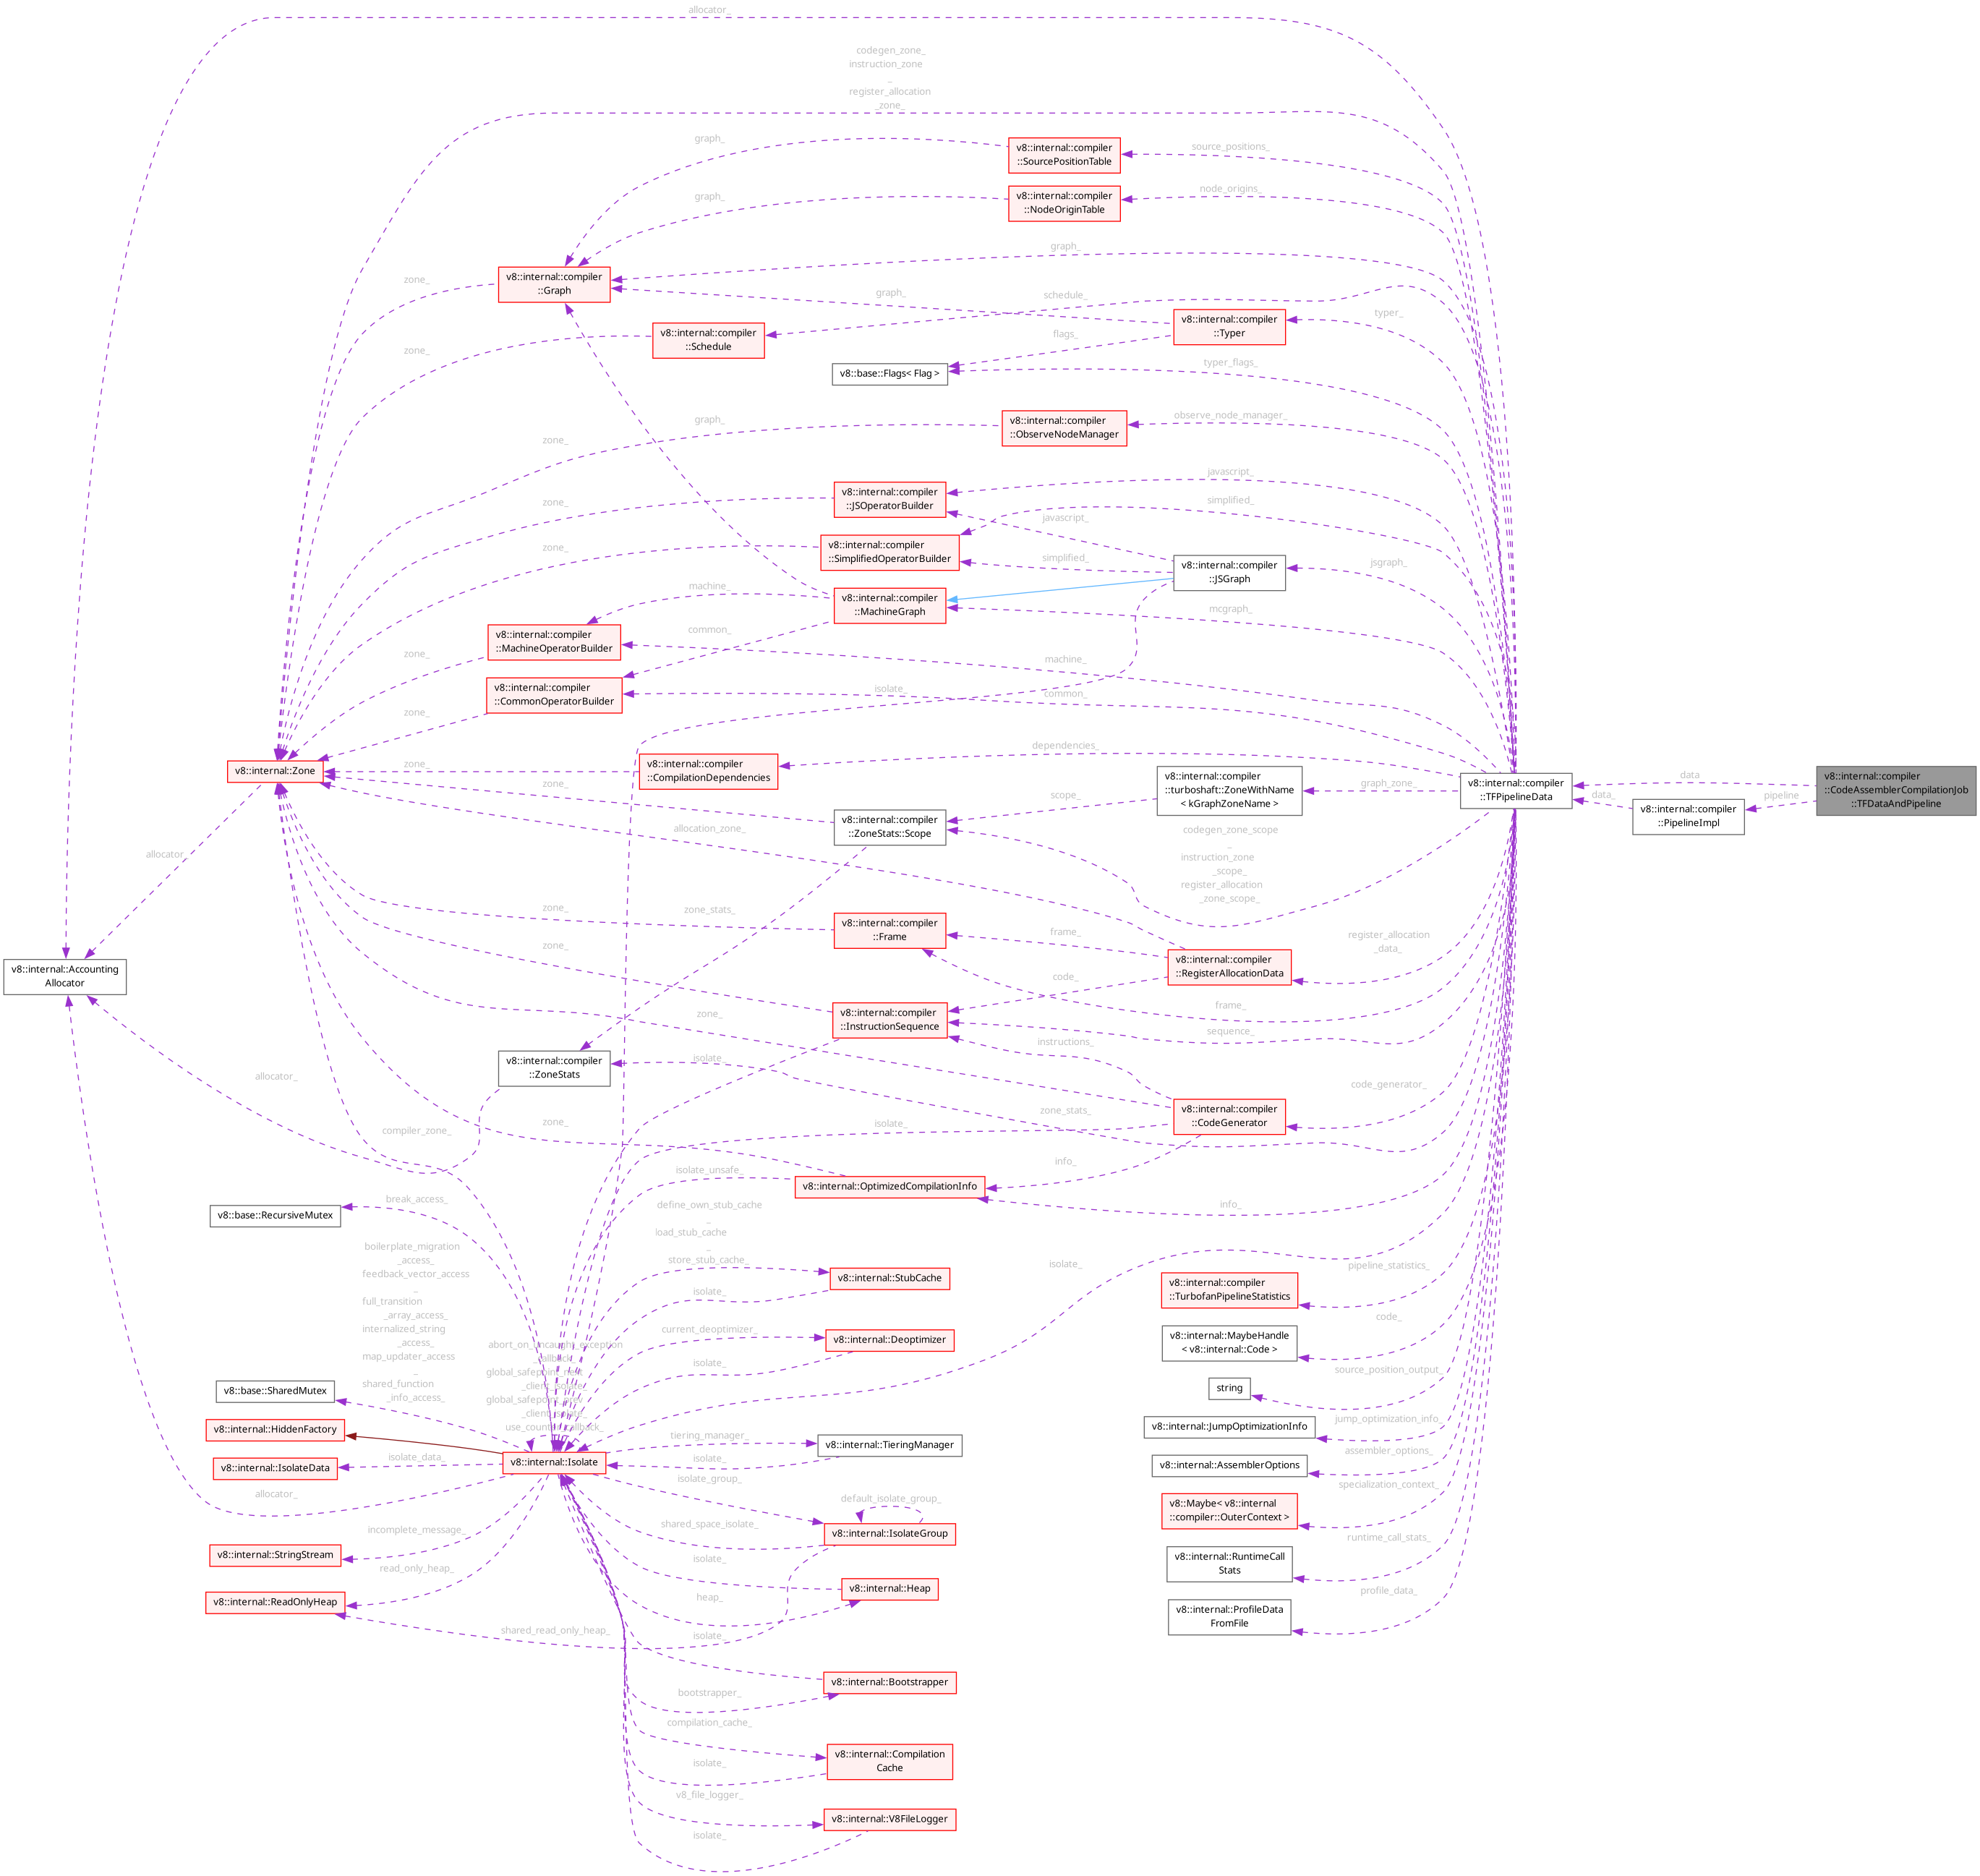 allocator_
codegen_zone_
instruction_zone
_
register_allocation
_zone_
v8::internal::compiler
::SourcePositionTable
graph_
source_positions_
v8::internal::compiler
::NodeOriginTable
graph_
node_origins_
graph_
v8::internal::compiler
::Graph
zone_
graph_
schedule_
v8::internal::compiler
::Typer
typer_
v8::internal::compiler
::Schedule
zone_
flags_
typer_flags_
v8::base::Flags< Flag >
graph_
observe_node_manager_
v8::internal::compiler
::ObserveNodeManager
zone_
javascript_
v8::internal::compiler
::JSOperatorBuilder
zone_
simplified_
javascript_
v8::internal::compiler
::SimplifiedOperatorBuilder
zone_
simplified_
v8::internal::compiler
::JSGraph
jsgraph_
machine_
v8::internal::compiler
::MachineGraph
mcgraph_
common_
v8::internal::compiler
::MachineOperatorBuilder
zone_
machine_
v8::internal::compiler
::CommonOperatorBuilder
zone_
isolate_
common_
dependencies_
v8::internal::Zone
zone_
v8::internal::compiler
::CompilationDependencies
zone_
v8::internal::compiler
::turboshaft::ZoneWithName
< kGraphZoneName >
scope_
graph_zone_
v8::internal::compiler
::TFPipelineData
data
data_
pipeline
v8::internal::compiler
::PipelineImpl
v8::internal::compiler
::CodeAssemblerCompilationJob
::TFDataAndPipeline
v8::internal::compiler
::ZoneStats::Scope
allocation_zone_
codegen_zone_scope
_
instruction_zone
_scope_
register_allocation
_zone_scope_
allocator_
zone_
zone_stats_
v8::internal::compiler
::Frame
frame_
register_allocation
_data_
v8::internal::compiler
::RegisterAllocationData
v8::internal::Accounting
Allocator
zone_
code_
frame_
zone_
v8::internal::compiler
::InstructionSequence
sequence_
instructions_
v8::internal::compiler
::ZoneStats
isolate_
allocator_
zone_stats_
code_generator_
v8::internal::compiler
::CodeGenerator
compiler_zone_
zone_
isolate_
info_
isolate_unsafe_
v8::internal::OptimizedCompilationInfo
info_
v8::base::RecursiveMutex
break_access_
define_own_stub_cache
_
load_stub_cache
_
store_stub_cache_
v8::internal::StubCache
isolate_
isolate_
pipeline_statistics_
v8::internal::compiler
::TurbofanPipelineStatistics
boilerplate_migration
_access_
feedback_vector_access
_
full_transition
_array_access_
internalized_string
_access_
map_updater_access
_
shared_function
_info_access_
current_deoptimizer_
v8::internal::Deoptimizer
isolate_
code_
v8::internal::MaybeHandle
< v8::internal::Code >
abort_on_uncaught_exception
_callback_
global_safepoint_next
_client_isolate_
global_safepoint_prev
_client_isolate_
use_counter_callback_
source_position_output_
string
v8::base::SharedMutex
v8::internal::HiddenFactory
v8::internal::IsolateData
isolate_data_
v8::internal::Isolate
tiering_manager_
isolate_
v8::internal::TieringManager
jump_optimization_info_
v8::internal::JumpOptimizationInfo
assembler_options_
v8::internal::AssemblerOptions
allocator_
isolate_group_
default_isolate_group_
specialization_context_
v8::Maybe< v8::internal
::compiler::OuterContext >
incomplete_message_
v8::internal::StringStream
shared_space_isolate_
v8::internal::IsolateGroup
runtime_call_stats_
v8::internal::RuntimeCall
Stats
read_only_heap_
v8::internal::ReadOnlyHeap
isolate_
v8::internal::Heap
heap_
profile_data_
v8::internal::ProfileData
FromFile
shared_read_only_heap_
isolate_
v8::internal::Bootstrapper
bootstrapper_
compilation_cache_
v8::internal::Compilation
Cache
isolate_
v8_file_logger_
v8::internal::V8FileLogger
isolate_